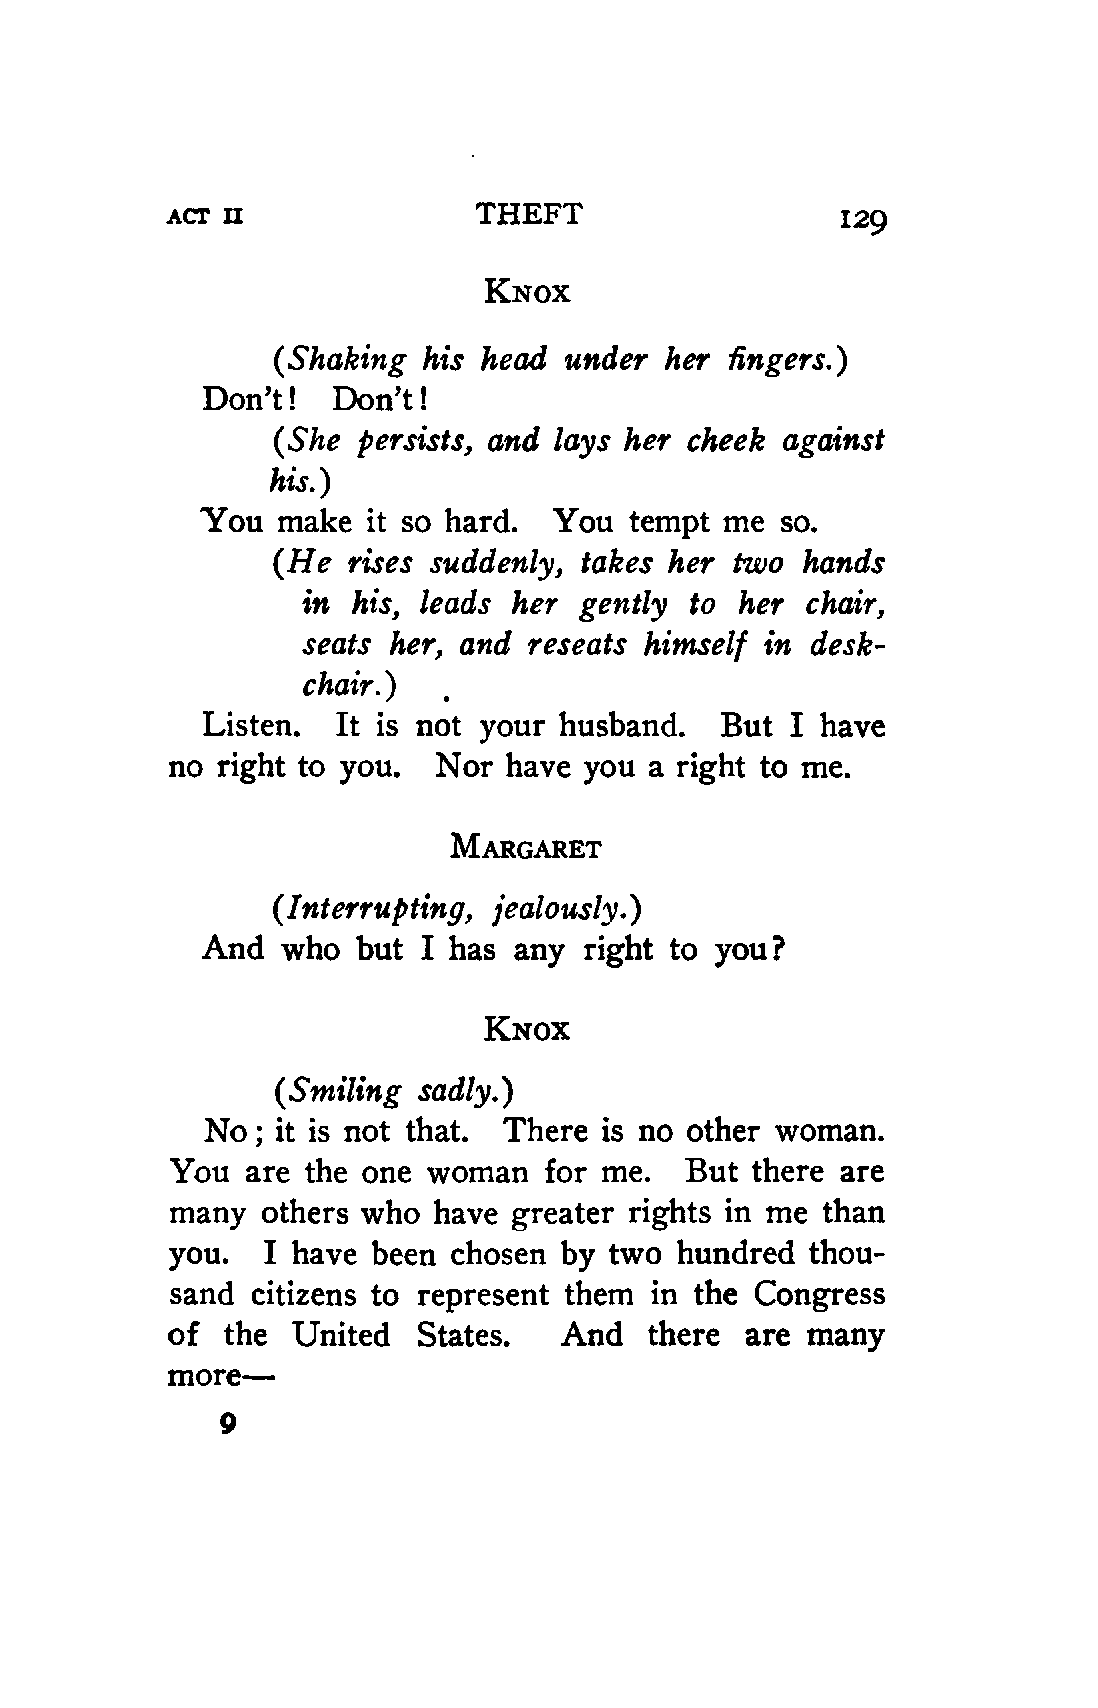 ACT II THEFT 129
KNOX
(Shaking his head under her fingers.)
Don't! Don't!
(She persists, and lays her cheek against
his.)
You make it so hard. You tempt me so.
(He rises suddenly, takes her two hands
in his, leads her gently to her chair,
seats her, and reseats himself in desk-
chair.)
Listen. It is not your husband. But I have
no right to you. Nor have you a right to me.
MARGARET
(Interrupting, jealously.)
And who but I has any right to you?
KNOX
(Smiling sadly.)
No; it is not that. There is no other woman.
You are the one woman for me. But there are
many others who have greater rights in me than
you. I have been chosen by two hundred thou-
sand citizens to represent them in the Congress
of the United States. And there are many
more—
9